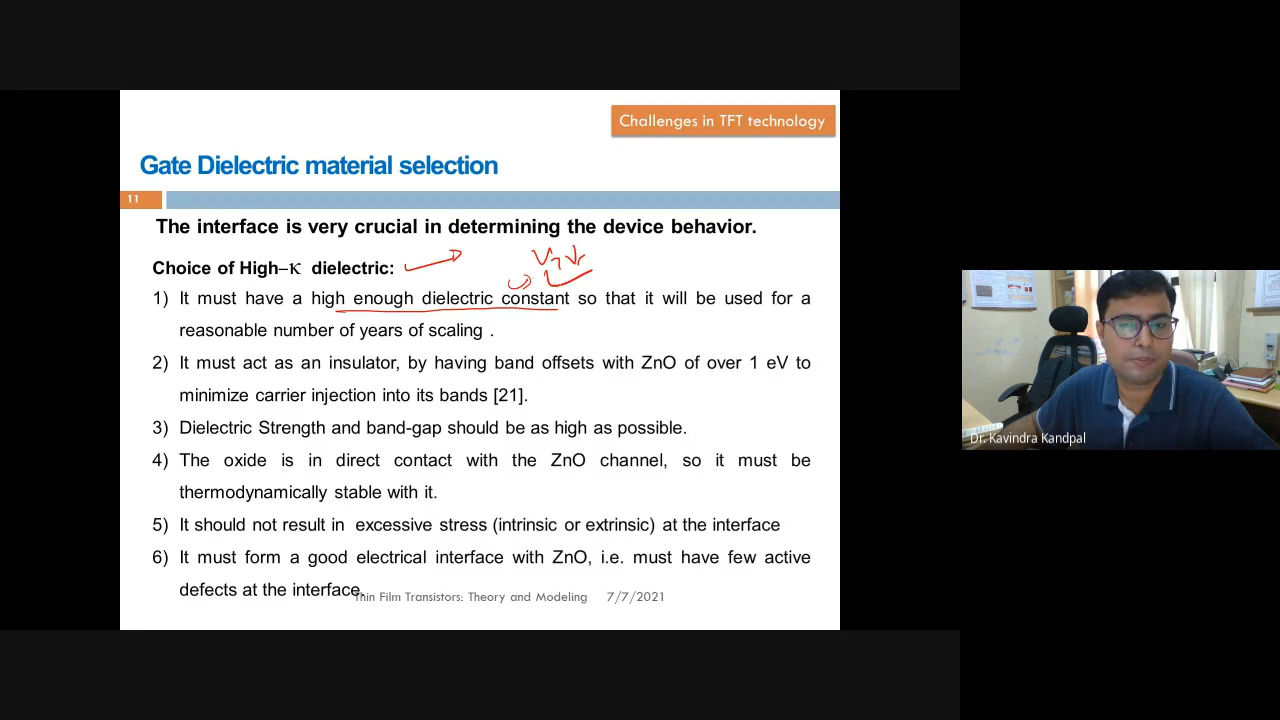 Challenges in TFT technology
Gate Dielectric material selection
11
The interface is very crucial in determining the device behavior.
Choice of High–κ dielectric:
1) It must have a high enough dielectric constant so that it will be used for a
reasonable number of years of scaling .
2) It must act as an insulator, by having band offsets with ZnO of over 1 eV to
minimize carrier injection into its bands [21].
3) Dielectric Strength and band-gap should be as high as possible.
4) The oxide is in direct contact with the ZnO channel, so it must be
thermodynamically stable with it.
5) It should not result in excessive stress (intrinsic or extrinsic) at the interface
6) It must form a good electrical interface with ZnO, i.e. must have few active
defects at the interface.
Thin Film Transistors: Theory and Modeling 7/7/2021
Dr. Kavindra Kandpal